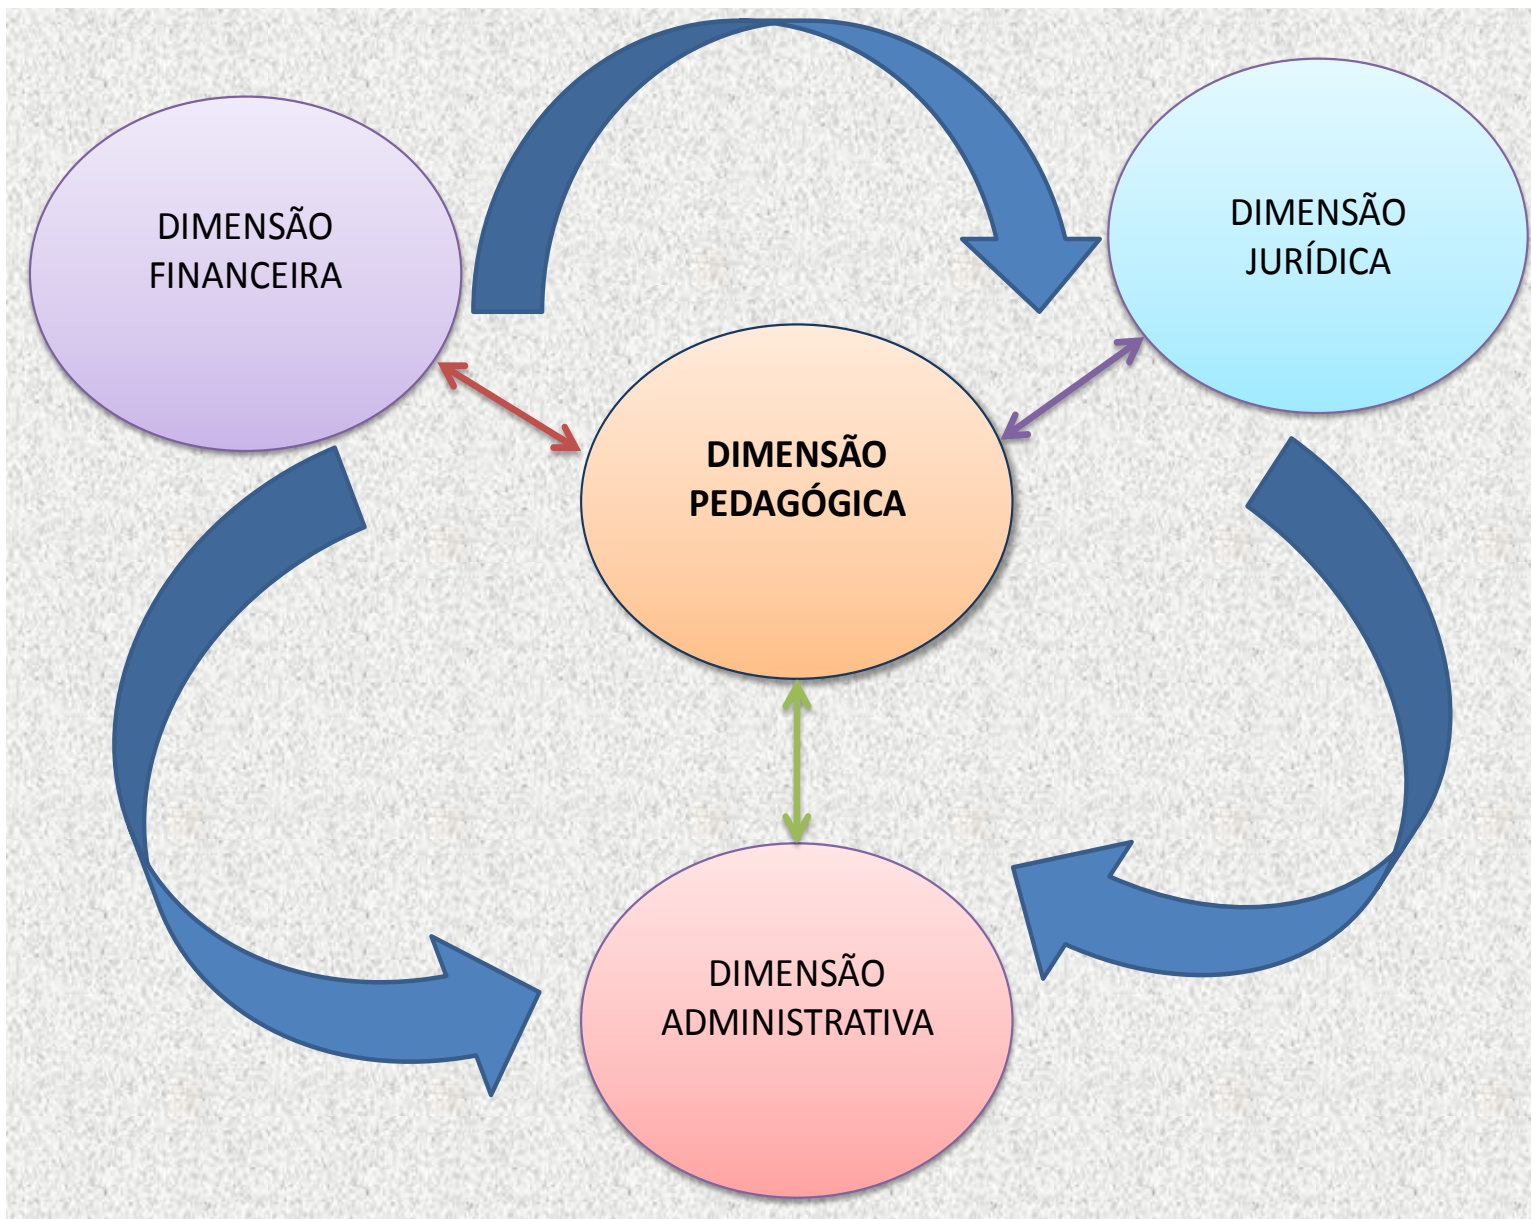 DIMENSÃO
FINANCEIRA
DIMENSÃO
JURÍDICA
DIMENSÃO
PEDAGÓGICA
DIMENSÃO
ADMINISTRATIVA